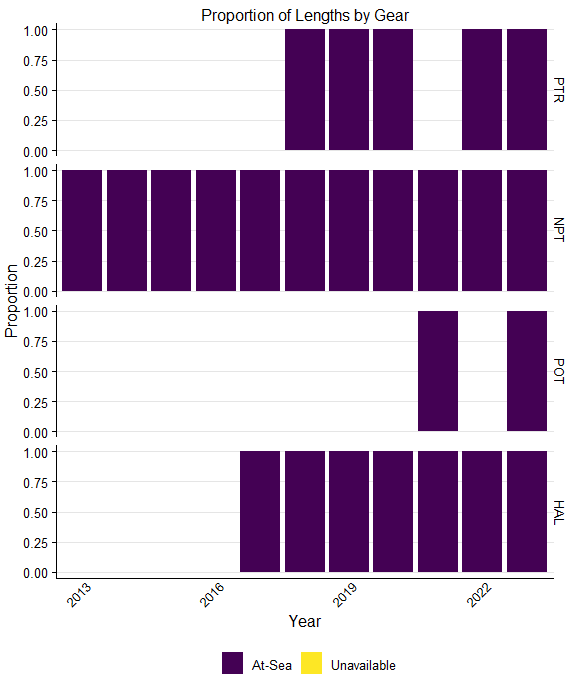 Proportion of Lengths by Gear
1.00
0.75
0.50
0.25
0.00
PTR
1.00
0.75
0.50
0.25
0.00
NPT
Proportion
1.00
0.75
0.50
0.25
0.00
POT
1.00
0.75
0.50
0.25
0.00
HAL
2013 2016 2019 2022
Year
At-Sea Unavailable